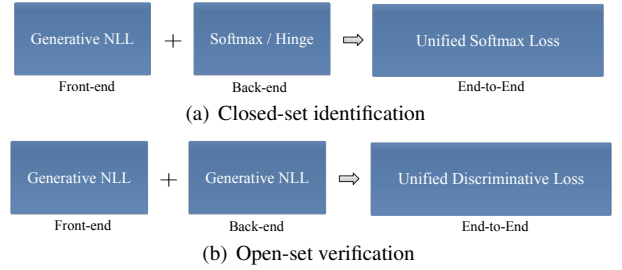 Generative NLL + Softmax / Hinge ⇨ Unified Softmax Loss
Front-end Back-end End-to-End
(a) Closed-set identification
Generative NLL + Generative NLL ⇨ Unified Discriminative Loss
Front-end Back-end End-to-End
(b) Open-set verification